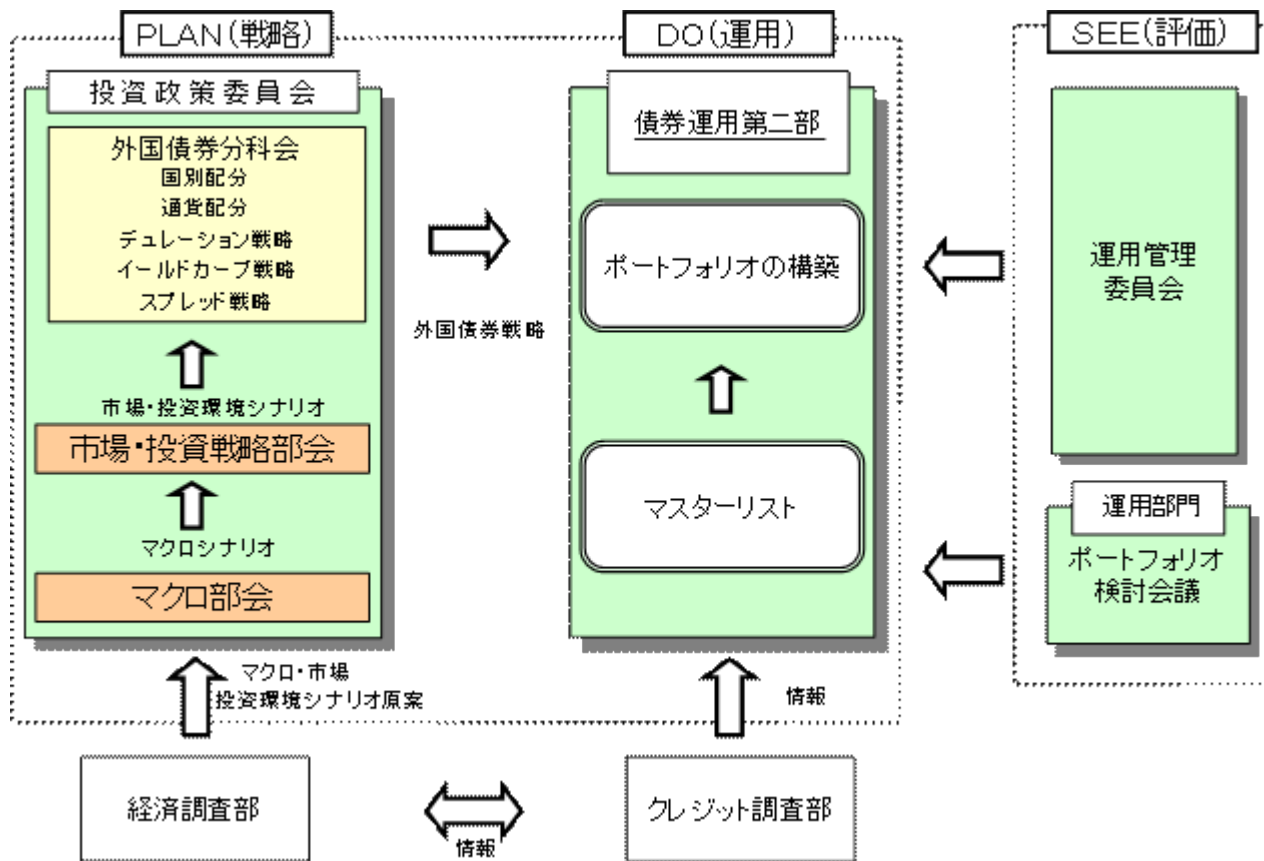 PLAN(戦略)
投資政策委員会
外国債券分科会
国別配分
通貨配分
デュレーション戦略
イールドカーブ戦略
スプレッド戦略
市場・投資環境シナリオ
市場・投資戦略部会
マクロシナリオ
マクロ部会
マクロ・市場
投資環境シナリオ原案
経済調査部
外国債券戦略
DO(運用)
債券運用第二部
ポートフォリオの構築
マスターリスト
情報
クレジット調査部
情報
SEE(評価)
運用管理
委員会
運用部門
ポートフォリオ
検討会議